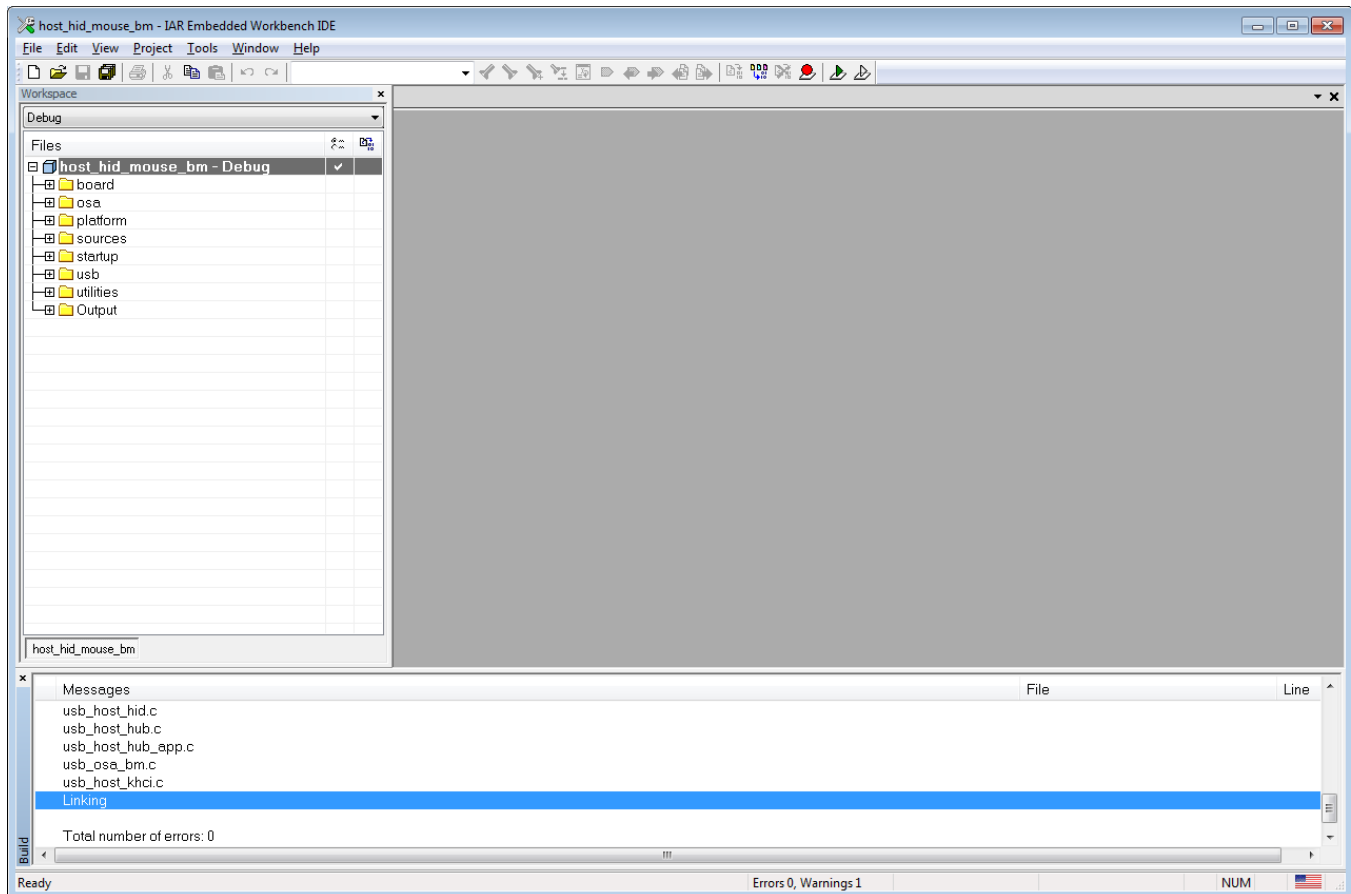 host_hid_mouse_bm - IAR Embedded Workbench IDE
File Edit View Project Tools Window Help
Workspace
Debug
Files
host_hid_mouse_bm - Debug
board
osa
platform
sources
startup
usb
utilities
Output
host_hid_mouse_bm
Messages File Line
usb_host_hid.c
usb_host_hub.c
usb_host_hub_app.c
usb_osa_bm.c
usb_host_khci.c
Linking
Total number of errors: 0
Build
Ready Errors 0, Warnings 1 NUM